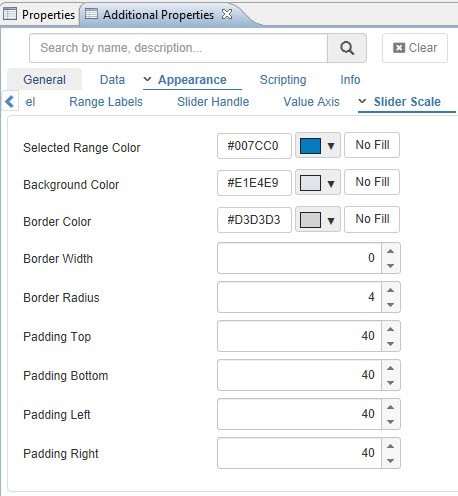 Properties Additional Properties
Search by name, description... Clear
General Data Appearance Scripting Info
el Range Labels Slider Handle Value Axis Slider Scale
Selected Range Color #007CC0 No Fill
Background Color #E1E4E9 No Fill
Border Color #D3D3D3 No Fill
Border Width 0
Border Radius 4
Padding Top 40
Padding Bottom 40
Padding Left 40
Padding Right 40